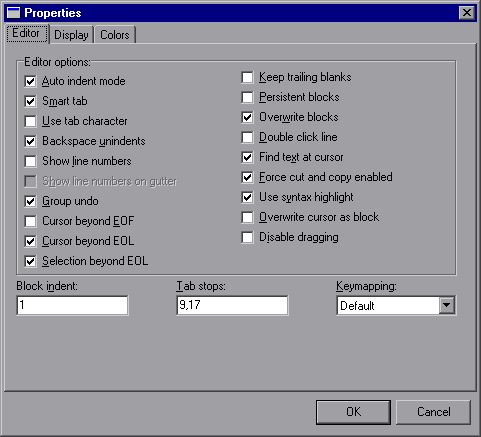 Properties
Editor Display Colors
Editor options:
Auto indent mode
Smart tab
Use tab character
Backspace unindents
Show line numbers
Show line numbers on gutter
Group undo
Cursor beyond EOF
Cursor beyond EOL
Selection beyond EOL
Keep trailing blanks
Persistent blocks
Overwrite blocks
Double click line
Find text at cursor
Force cut and copy enabled
Use syntax highlight
Overwrite cursor as block
Disable dragging
Block indent: Tab stops: Keymapping:
1 9,17 Default
OK Cancel